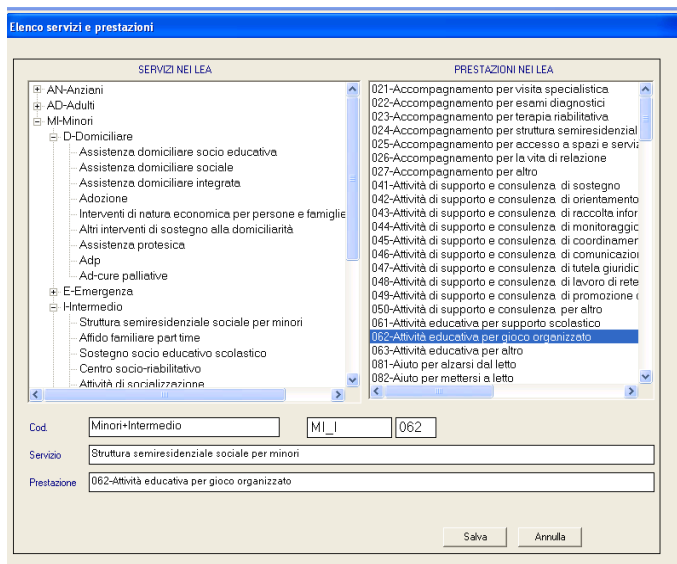 Elenco servizi e prestazioni
SERVIZI NEI LEA
AN-Anziani
AD-Adulti
MI-Minori
D-Domiciliare
Assistenza domiciliare socio educativa
Assistenza domiciliare sociale
Assistenza domiciliare integrata
Adozione
Interventi di natura economica per persone e famiglie
Altri interventi di sostegno alla domiciliarità
Assistenza protesica
Adp
Ad-cure palliative
E-Emergenza
I-Intermedio
Struttura semiresidenziale sociale per minori
Affido familiare part time
Sostegno socio educativo scolastico
Centro socio-riabilitativo
Attività di socializzazione
PRESTAZIONI NEI LEA
021-Accompagnamento per visita specialistica
022-Accompagnamento per esami diagnostici
023-Accompagnamento per terapia riabilitativa
024-Accompagnamento per struttura semiresidenzial
025-Accompagnamento per accesso a spazi e serviz
026-Accompagnamento per la vita di relazione
027-Accompagnamento per altro
041-Attività di supporto e consulenza di sostegno
042-Attività di supporto e consulenza di orientamento
043-Attività di supporto e consulenza di raccolta infor
044-Attività di supporto e consulenza di monitoraggic
045-Attività di supporto e consulenza di coordinamer
046-Attività di supporto e consulenza di comunicazior
047-Attività di supporto e consulenza di tutela giuridic
048-Attività di supporto e consulenza di lavoro di rete
049-Attività di supporto e consulenza di promozione
050-Attività di supporto e consulenza per altro
061-Attività educativa per supporto scolastico
062-Attività educativa per gioco organizzato
063-Attività educativa per altro
081-Aiuto per alzarsi dal letto
082-Aiuto per mettersi a letto
Cod. Minori+Intermedio MI_I 062
Servizio Struttura semiresidenziale sociale per minori
Prestazione 062-Attività educativa per gioco organizzato
Salva Annulla